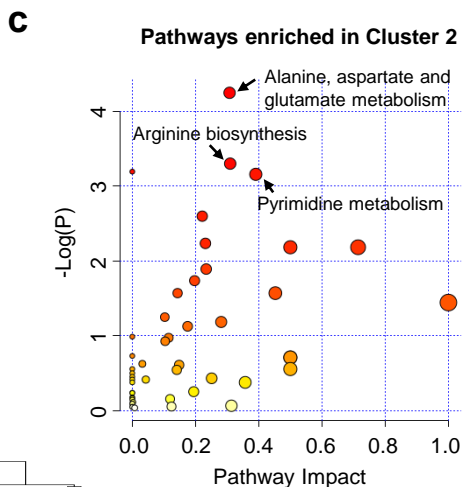 c
Pathways enriched in Cluster 2
Alanine, aspartate and
glutamate metabolism
Arginine biosynthesis
Pyrimidine metabolism
-Log(P)
4
3
2
1
0
0.0 0.2 0.4 0.6 0.8 1.0
Pathway Impact